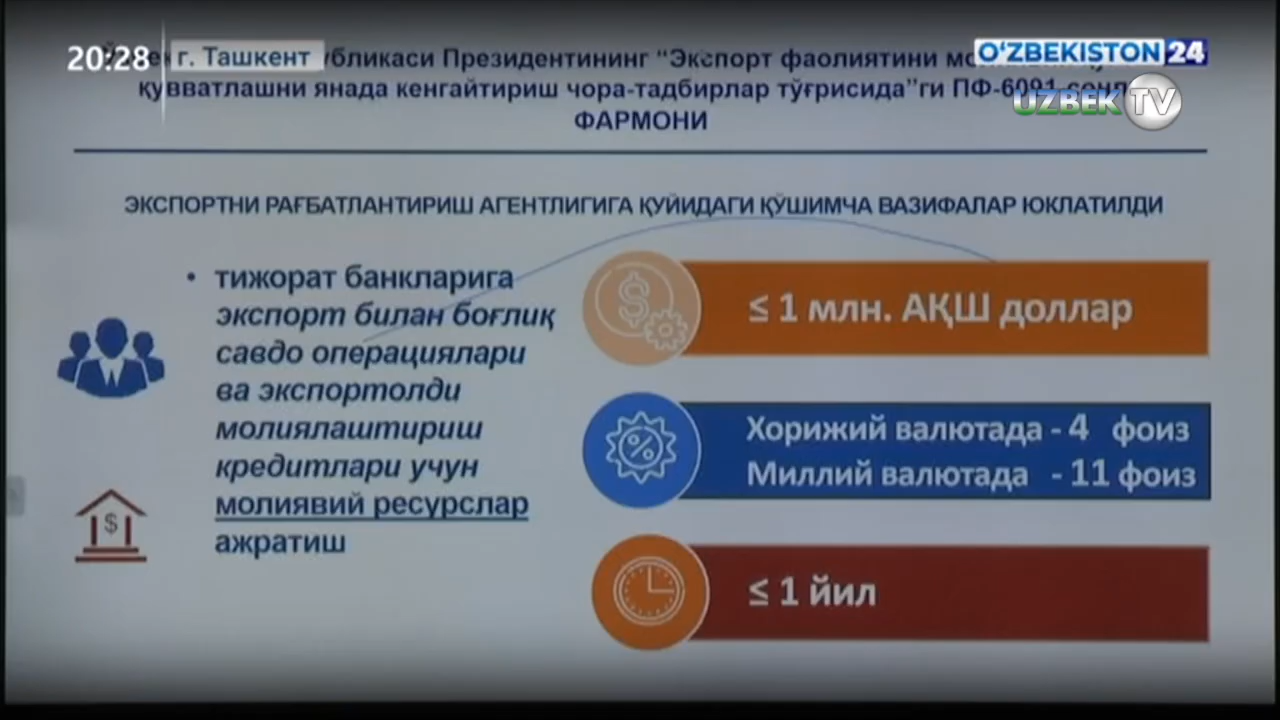 20:28
г. Ташкент
O‘ZBEKISTON 24
UZBEK TV
Президентининг “Экспорт фаолиятини
қувватлашни янада кенгайтириш чора-тадбирлар тўғрисида”ги ПФ-6091
ФАРМОНИ
ЭКСПОРТНИ РАҒБАТЛАНТИРИШ АГЕНТЛИГИГА ҚУЙИДАГИ ҚЎШИМЧА ВАЗИФАЛАР ЮКЛАТИЛДИ
• тижорат банкларига
экспорт билан боғлиқ
савдо операциялари
ва экспортолди
молиялаштириш
кредитлари учун
молиявий ресурслар
ажратиш
≤ 1 млн. АҚШ доллар
Хорижий валютада - 4 фоиз
Миллий валютада - 11 фоиз
≤ 1 йил